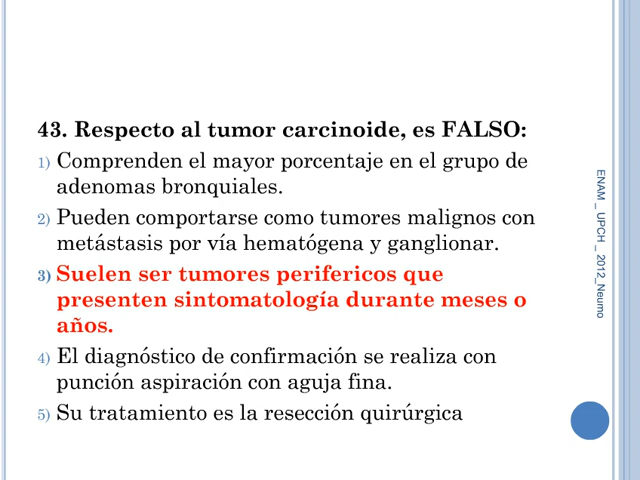 43. Respecto al tumor carcinoide, es FALSO:
1) Comprenden el mayor porcentaje en el grupo de
adenomas bronquiales.
2) Pueden comportarse como tumores malignos con
metástasis por vía hematógena y ganglionar.
3) Suelen ser tumores perifericos que
presenten sintomatología durante meses o
años.
4) El diagnóstico de confirmación se realiza con
punción aspiración con aguja fina.
5) Su tratamiento es la resección quirúrgica
ENAM _ UPCH _ 2012_Neumo